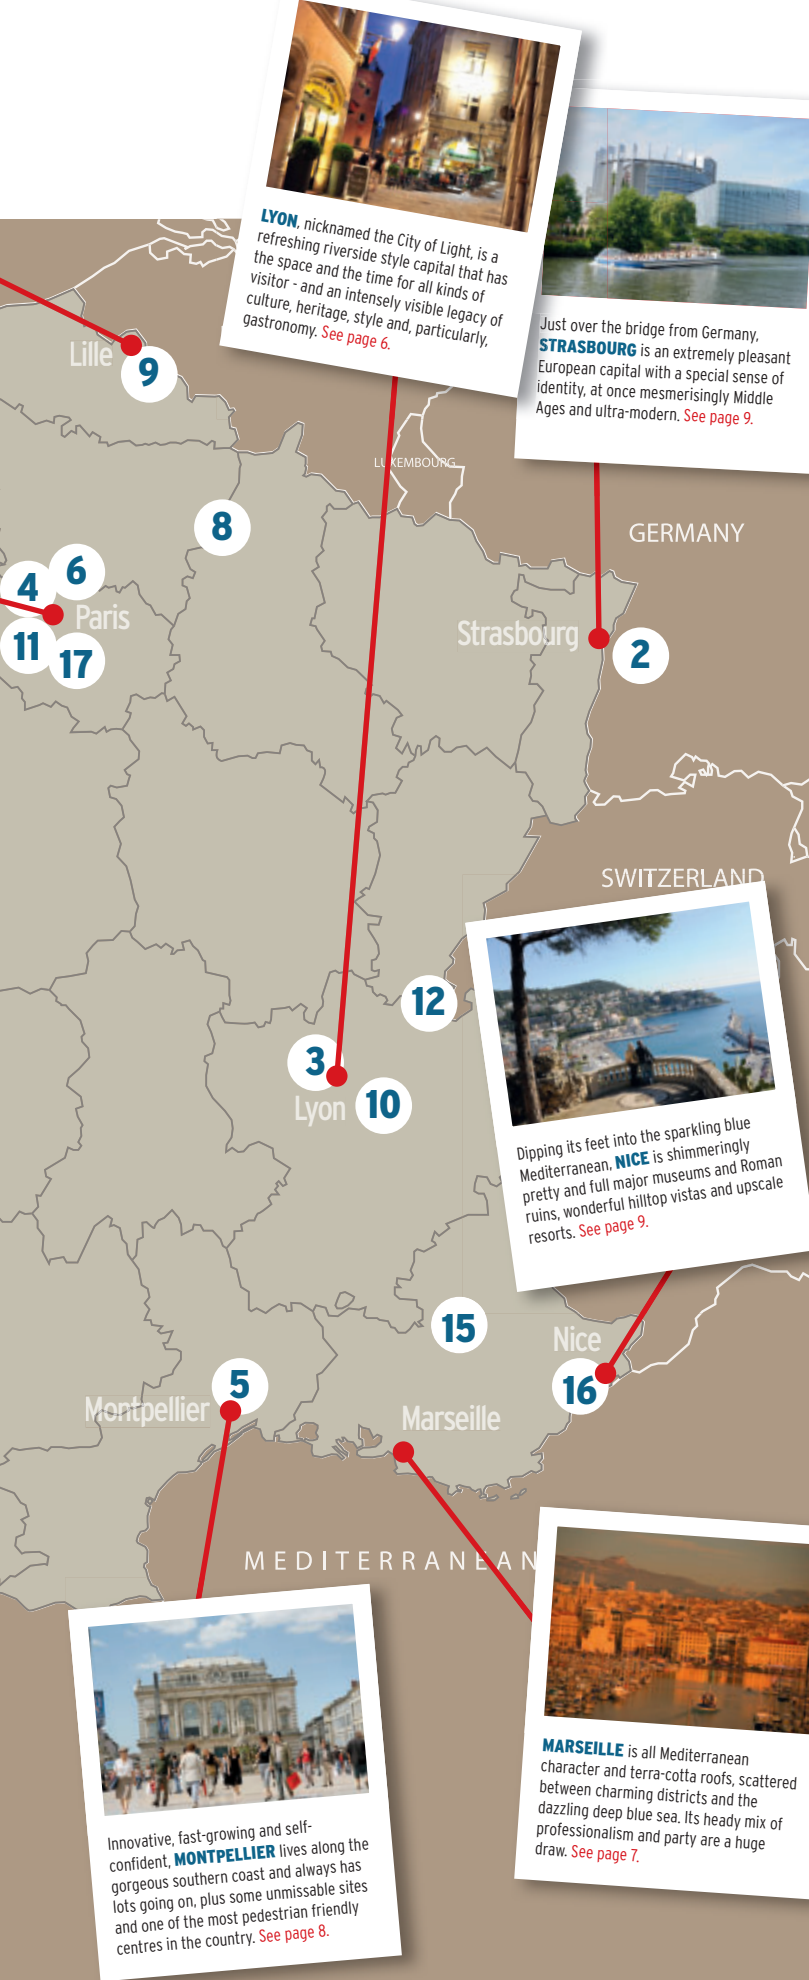 LYON, nicknamed the City of Light, is a
refreshing riverside style capital that has
the space and the time for all kinds of
visitor - and an intensely visible legacy of
culture, heritage, style and, particularly,
gastronomy. See page 6.
Just over the bridge from Germany,
STRASBOURG is an extremely pleasant
European capital with a special sense of
identity, at once mesmerisingly Middle
Ages and ultra-modern. See page 9.
Lille
9
LUXEMBOURG
8
GERMANY
4
6
Paris
11
17
Strasbourg
2
SWITZERLAND
12
3
Lyon
10
Dipping its feet into the sparkling blue
Mediterranean, NICE is shimmeringly
pretty and full major museums and Roman
ruins, wonderful hilltop vistas and upscale
resorts. See page 9.
15
Nice
16
5
Montpellier
Marseille
MEDITERRANEAN
Innovative, fast-growing and self-
confident, MONTPELLIER lives along the
gorgeous southern coast and always has
lots going on, plus some unmissable sites
and one of the most pedestrian friendly
centres in the country. See page 8.
MARSEILLE is all Mediterranean
character and terra-cotta roofs, scattered
between charming districts and the
dazzling deep blue sea. Its heady mix of
professionalism and party are a huge
draw. See page 7.